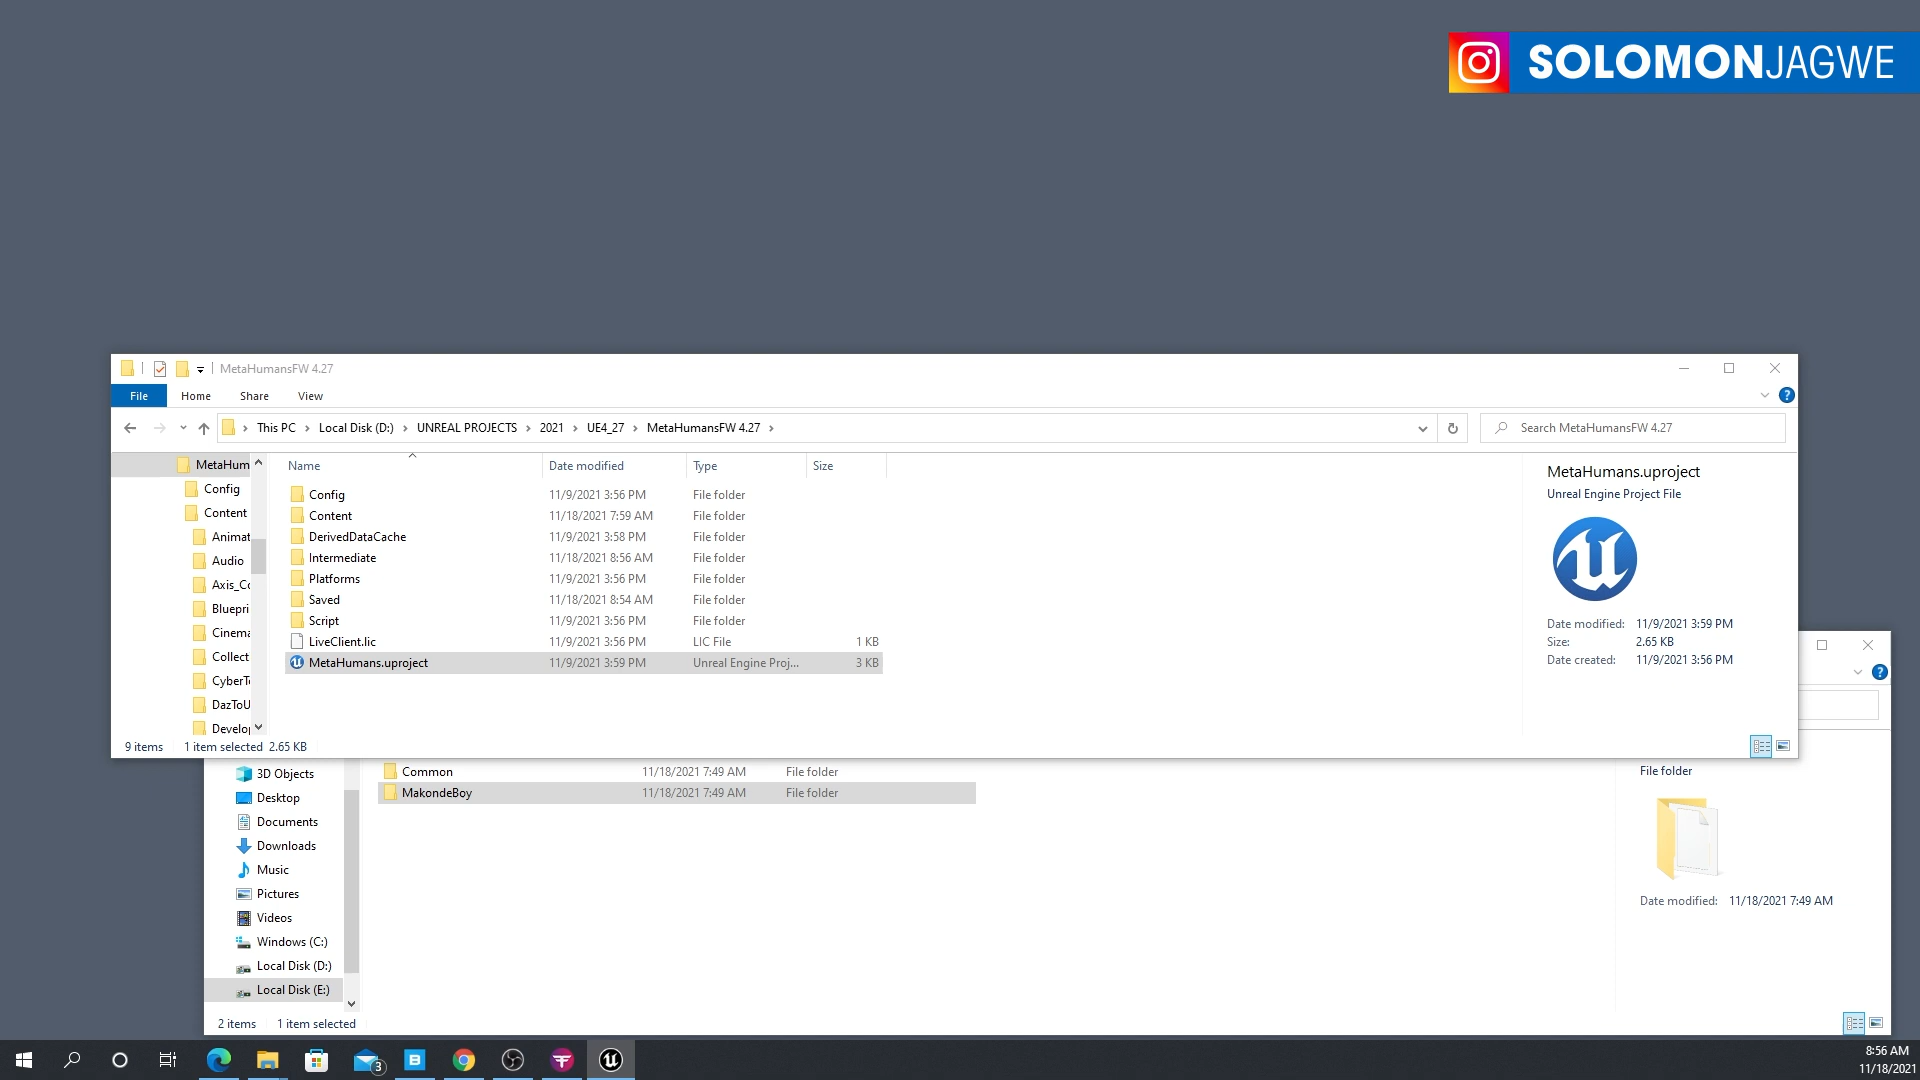 SOLOMONJAGWE
MetaHumansFW 4.27
File Home Share View
This PC Local Disk (D:) UNREAL PROJECTS 2021 UE4_27 MetaHumansFW 4.27 Search MetaHumansFW 4.27
MetaHum
Config
Content
Animat
Audio
Axis_Co
Bluepri
Cinema
Collect
CyberTe
DazToU
Develop
Name Date modified Type Size
Config 11/9/2021 3:56 PM File folder
Content 11/18/2021 7:59 AM File folder
DerivedDataCache 11/9/2021 3:58 PM File folder
Intermediate 11/18/2021 8:56 AM File folder
Platforms 11/9/2021 3:56 PM File folder
Saved 11/18/2021 8:54 AM File folder
Script 11/9/2021 3:56 PM File folder
LiveClient.lic 11/9/2021 3:56 PM LIC File 1 KB
MetaHumans.uproject 11/9/2021 3:59 PM Unreal Engine Proj... 3 KB
MetaHumans.uproject
Unreal Engine Project File
Date modified: 11/9/2021 3:59 PM
Size: 2.65 KB
Date created: 11/9/2021 3:56 PM
9 items 1 item selected 2.65 KB
3D Objects
Desktop
Documents
Downloads
Music
Pictures
Videos
Windows (C:)
Local Disk (D:)
Local Disk (E:)
Common 11/18/2021 7:49 AM File folder
MakondeBoy 11/18/2021 7:49 AM File folder
File folder
Date modified: 11/18/2021 7:49 AM
2 items 1 item selected
3
8:56 AM
11/18/2021